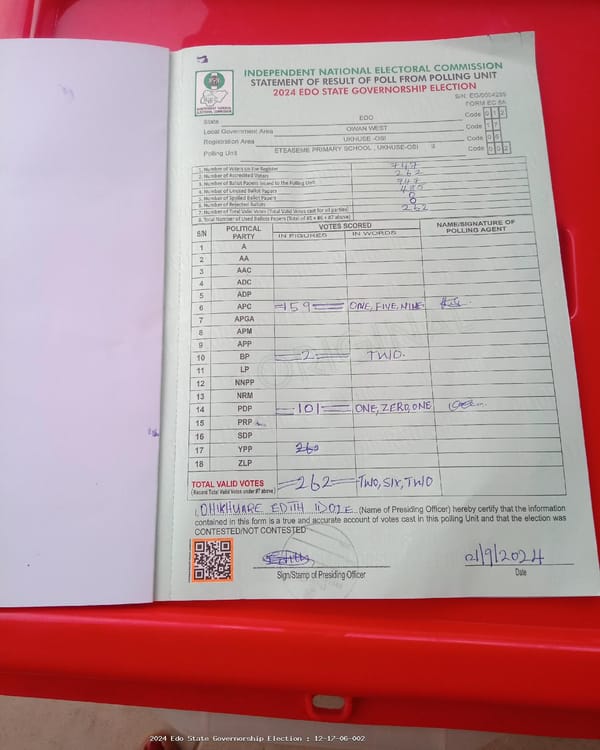 INDEPENDENT NATIONAL ELECTORAL COMMISSION
STATEMENT OF RESULT OF POLL FROM POLLING UNIT
2024 EDO STATE GOVERNORSHIP ELECTION
FORM EC 8A
State EDO Code 012
Local Government Area OWAN WEST Code 17
Registration Area UKHUSE -OSI Code 06
Polling Unit ETEASEME PRIMARY SCHOOL , UKHUSE-OSI Code 002
1. Number of Voters on the Register 747
2. Number of Accredited Voters 262
3. Number of Ballot Papers Issued to the Polling Unit 747
4. Number of Unused Ballot Papers 485
5. Number of Spoiled Ballot Papers 0
6. Number of Rejected Ballots 0
7. Number of Total Valid Votes (Total Valid Votes cast for all parties) 262
8. Total Number of Used Ballots Papers (Total of #5 + #6 + #7 above)
S/N POLITICAL PARTY VOTES SCORED IN FIGURES IN WORDS NAME/SIGNATURE OF POLLING AGENT
1 A
2 AA
3 AAC
4 ADC
5 ADP
6 APC =159= ONE, FIVE, NINE.
7 APGA
8 APM
9 APP
10 BP =2= TWO.
11 LP
12 NNPP
13 NRM
14 PDP =101= ONE, ZERO, ONE
15 PRP
16 SDP
17 YPP 260
18 ZLP
TOTAL VALID VOTES =262= TWO, SIX, TWO
(Record Total Valid Votes under #7 above)
OHIKHUARE EDITH IDOZE (Name of Presiding Officer) hereby certify that the information
contained in this form is a true and accurate account of votes cast in this polling Unit and that the election was
CONTESTED/NOT CONTESTED
Sign/Stamp of Presiding Officer
21/9/2024
Date
2024 Edo State Governorship Election : 12-17-06-002